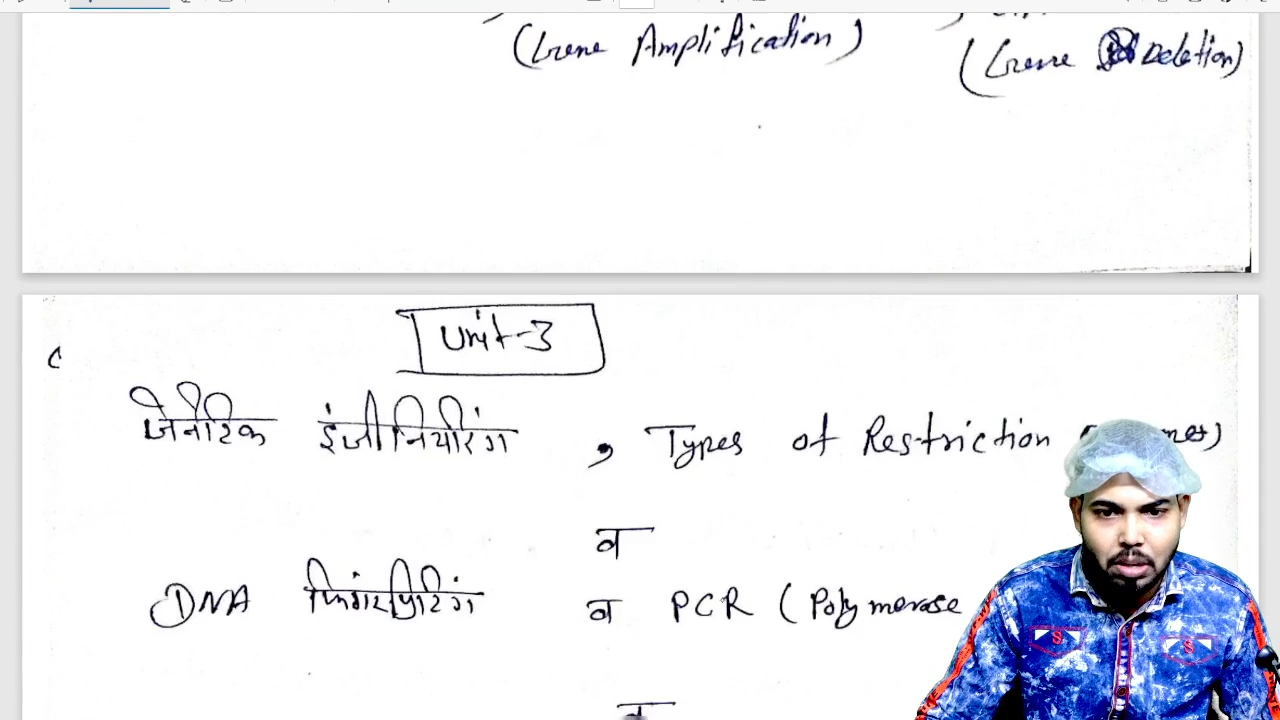 (Gene Amplification)
(Gene Deletion)
Unit-3
जेनेटिक इंजीनियरिंग , Types of Restriction
व
DNA फिंगरप्रिटिंग व PCR (Polymerase
व